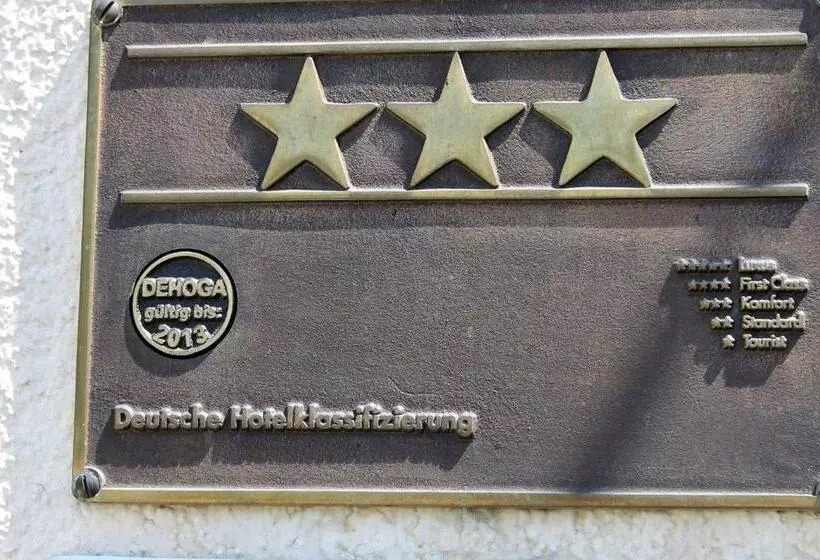 DEHOGA
gültig bis:
2013
Luxus
First Class
Komfort
Standard
Tourist
Deutsche Hotelklassifizierung